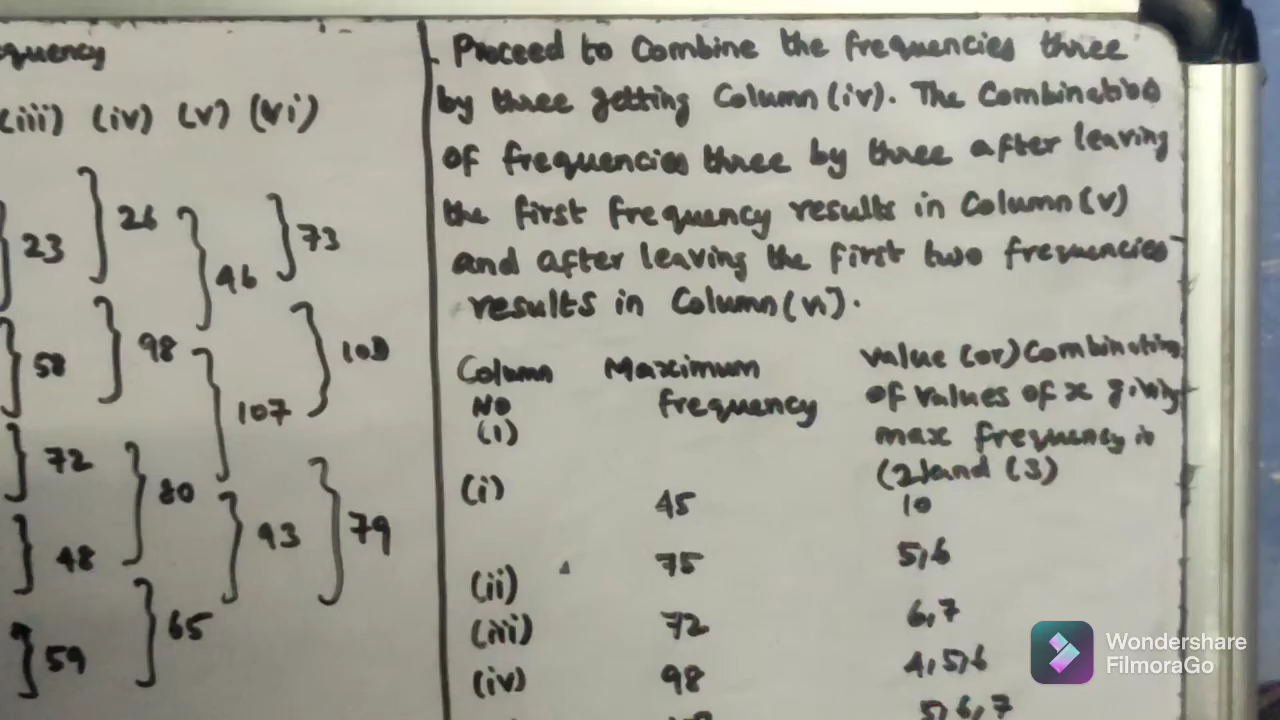 equency
(iii) (iv) (v) (vi)
26
73
23
46
98
100
58
107
72
80
93
79
48
65
59
Proceed to Combine the frequencies three
by three getting Column (iv). The Combination
of frequencies three by three after leaving
the first frequency results in Column (v)
and after leaving the first two frequencies
results in Column (vi).
Column Maximum Value (or) Combination
No frequency of values of x giving
(1) max frequency in
(2) and (3)
(i) 45 10
(ii) 75 5,6
(iii) 72 6,7
(iv) 98 4,5,6
5,6,7
Wondershare
FilmoraGo